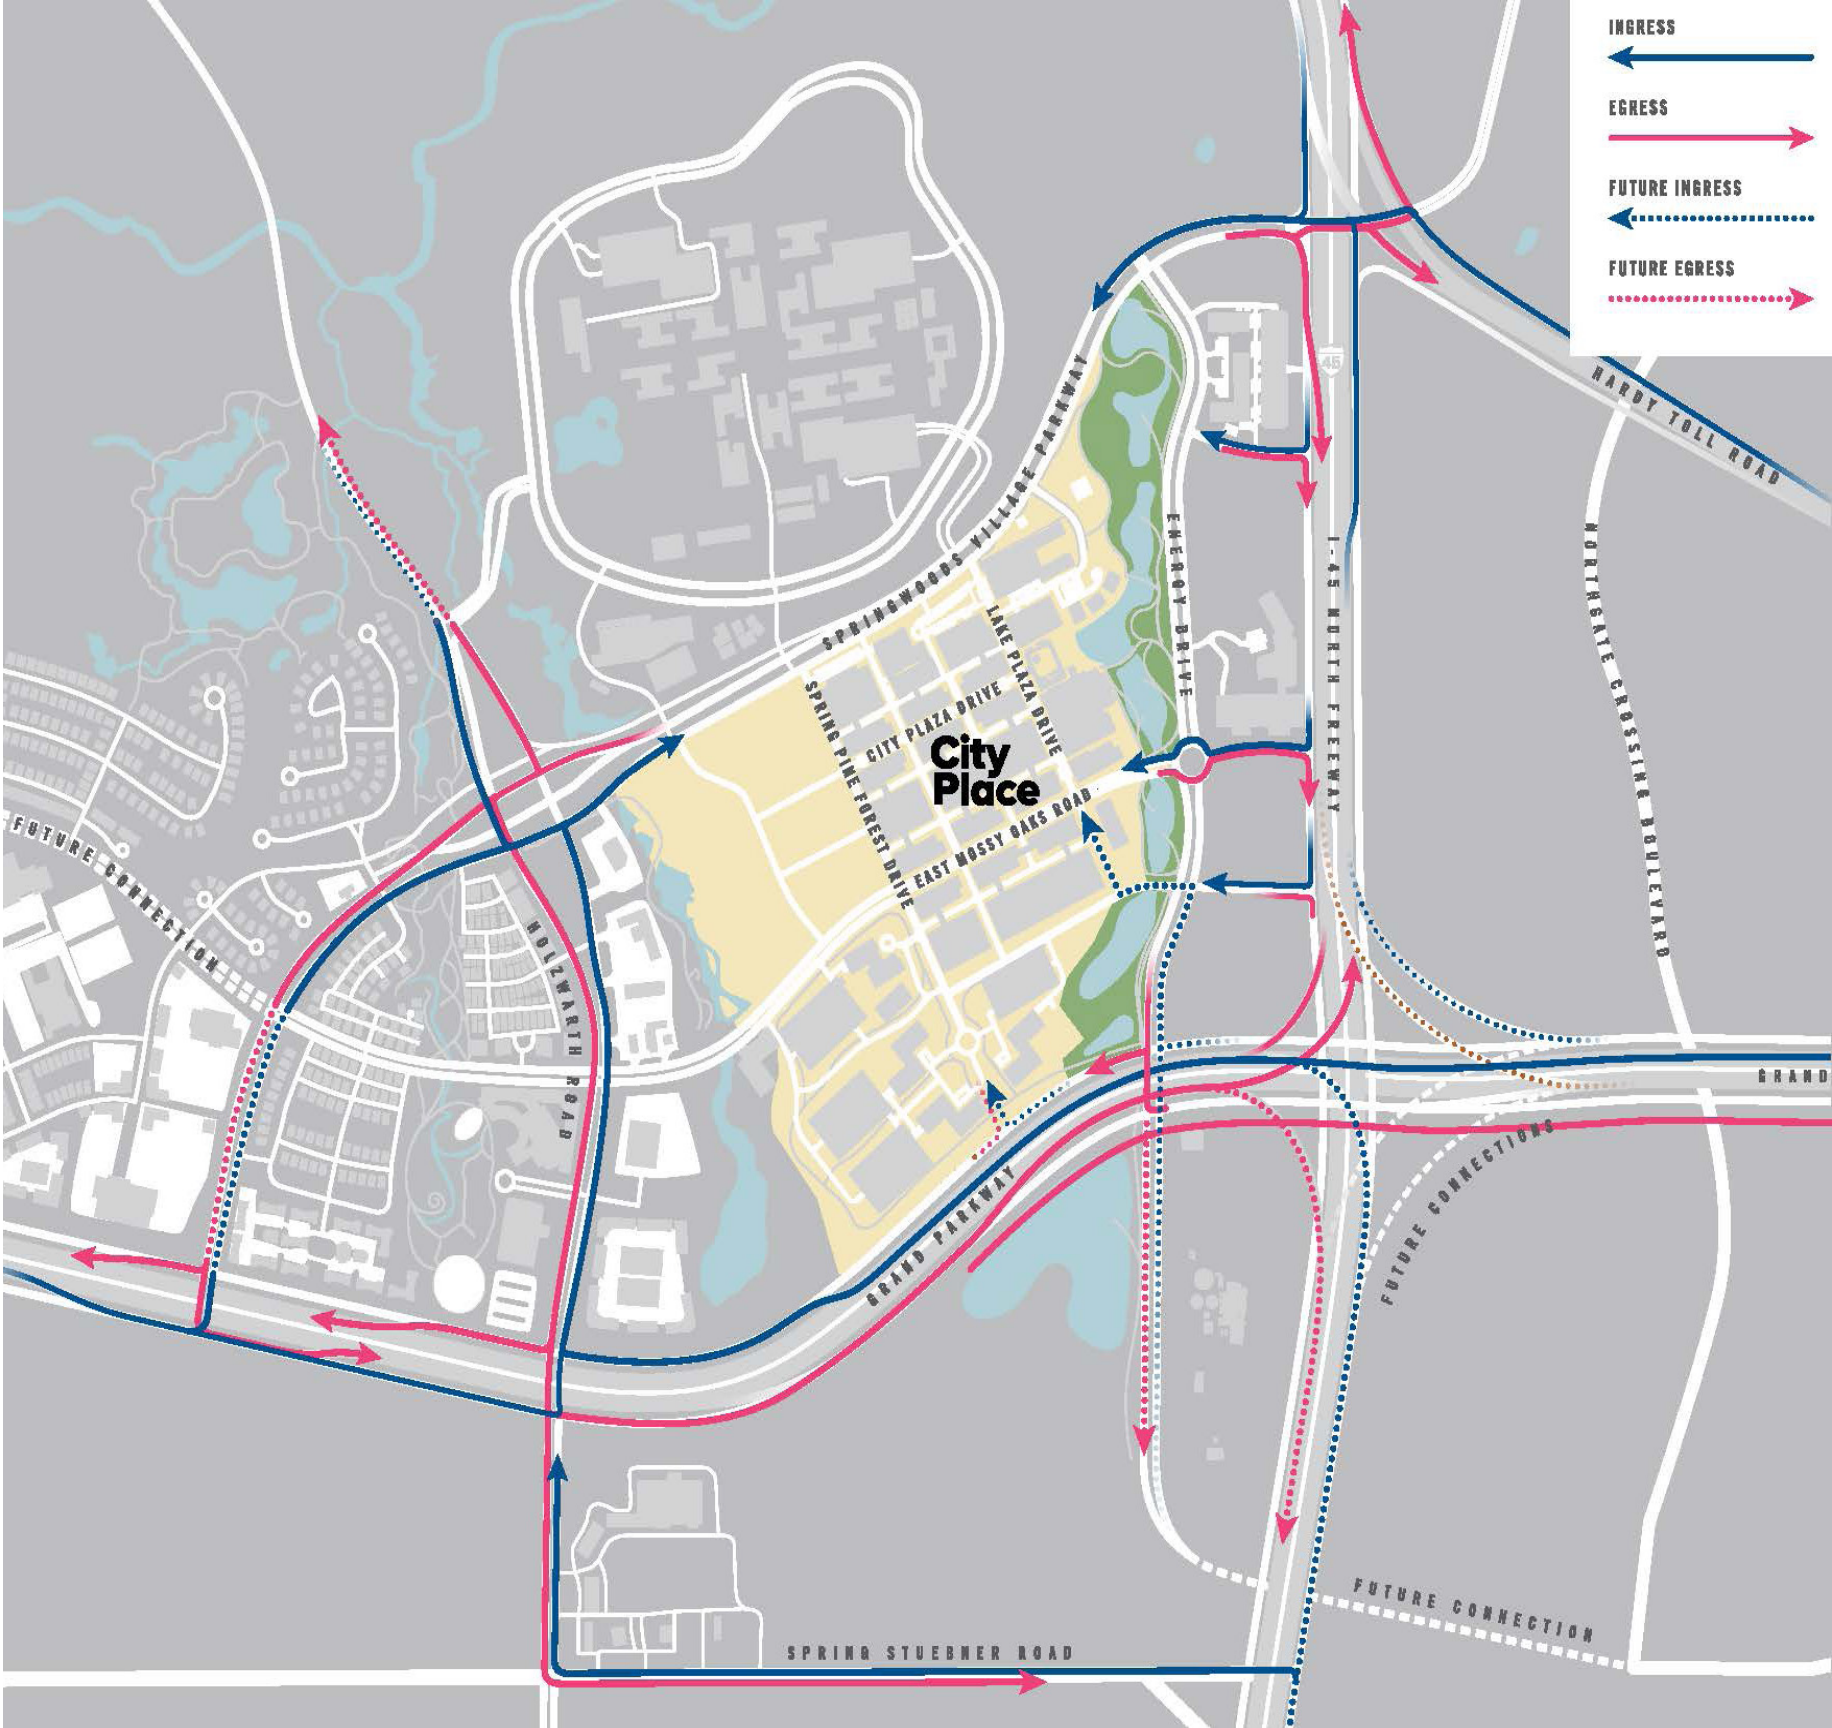 INGRESS
EGRESS
FUTURE INGRESS
FUTURE EGRESS
45
HARDY TOLL ROAD
SPRINGWOODS VILLAGE PARKWAY
ENERGY DRIVE
I-45 NORTH FREEWAY
NORTHGATE CROSSING BOULEVARD
LAKE PLAZA DRIVE
CITY PLAZA DRIVE
SPRING PINE FOREST DRIVE
City
Place
EAST MOSSY OAKS ROAD
FUTURE CONNECTION
HOLZWARTH ROAD
GRAND
FUTURE CONNECTIONS
GRAND PARKWAY
FUTURE CONNECTION
SPRING STUEBNER ROAD